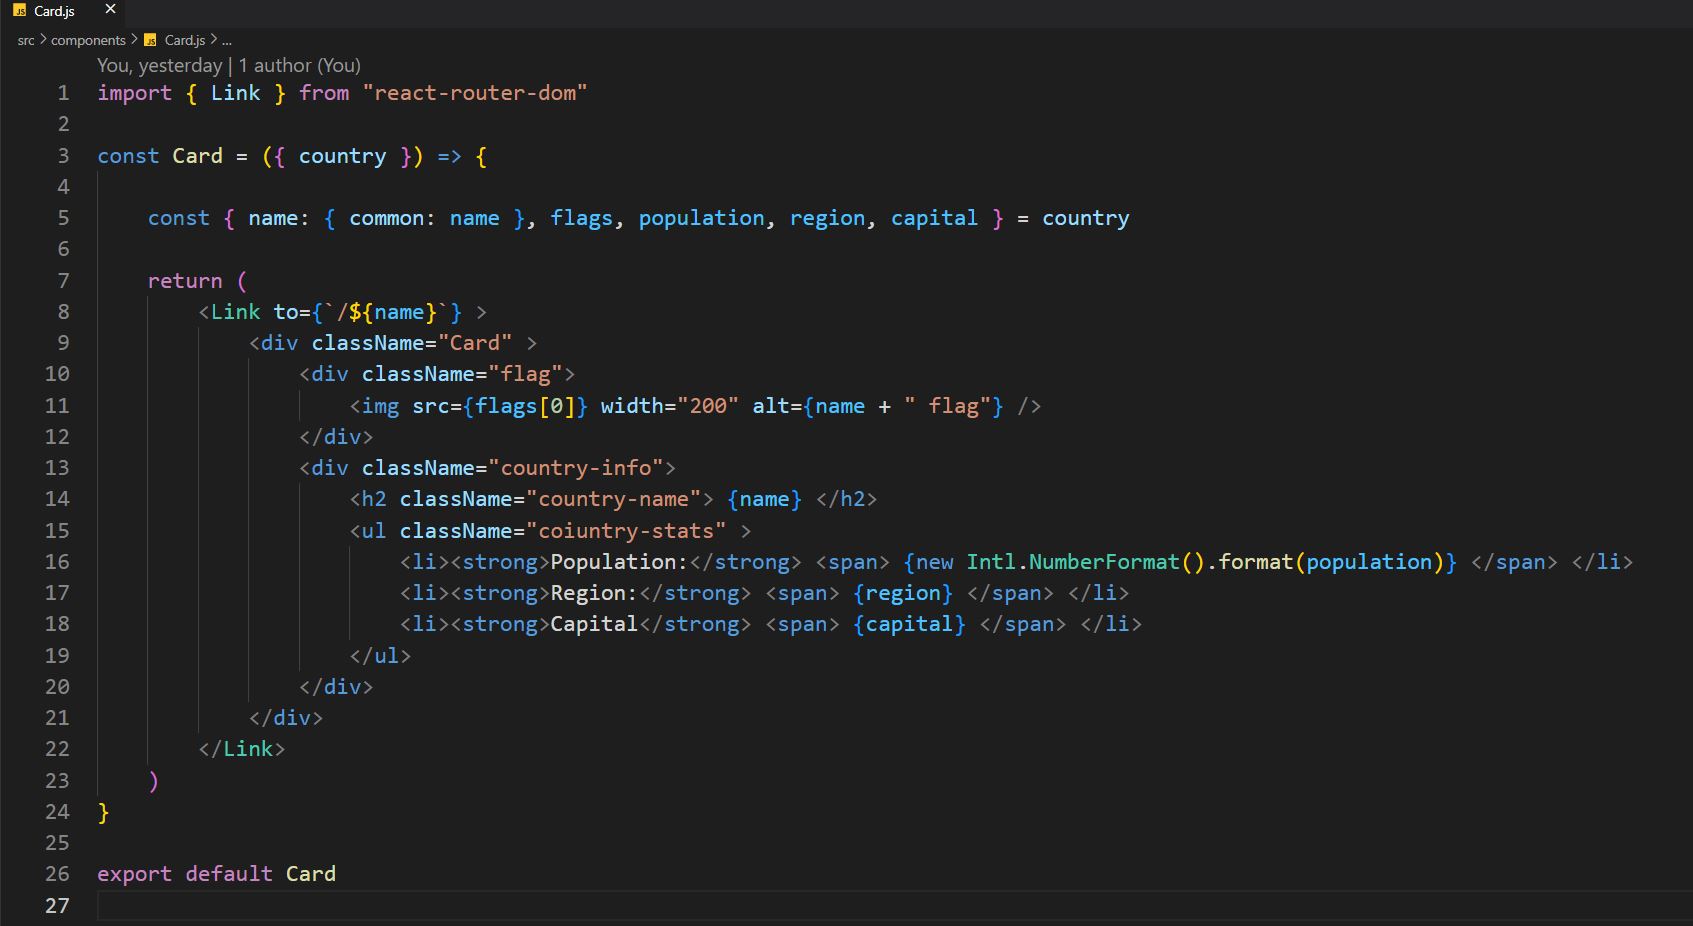 JS Card.js ×
src > components > JS Card.js > ...
You, yesterday | 1 author (You)
1 import { Link } from "react-router-dom"
2
3 const Card = ({ country }) => {
4
5     const { name: { common: name }, flags, population, region, capital } = country
6
7     return (
8         <Link to={`/${name}`} >
9             <div className="Card" >
10                 <div className="flag">
11                     <img src={flags[0]} width="200" alt={name + " flag"} />
12                 </div>
13                 <div className="country-info">
14                     <h2 className="country-name"> {name} </h2>
15                     <ul className="coiuntry-stats" >
16                         <li><strong>Population:</strong> <span> {new Intl.NumberFormat().format(population)} </span> </li>
17                         <li><strong>Region:</strong> <span> {region} </span> </li>
18                         <li><strong>Capital</strong> <span> {capital} </span> </li>
19                     </ul>
20                 </div>
21             </div>
22         </Link>
23     )
24 }
25
26 export default Card
27